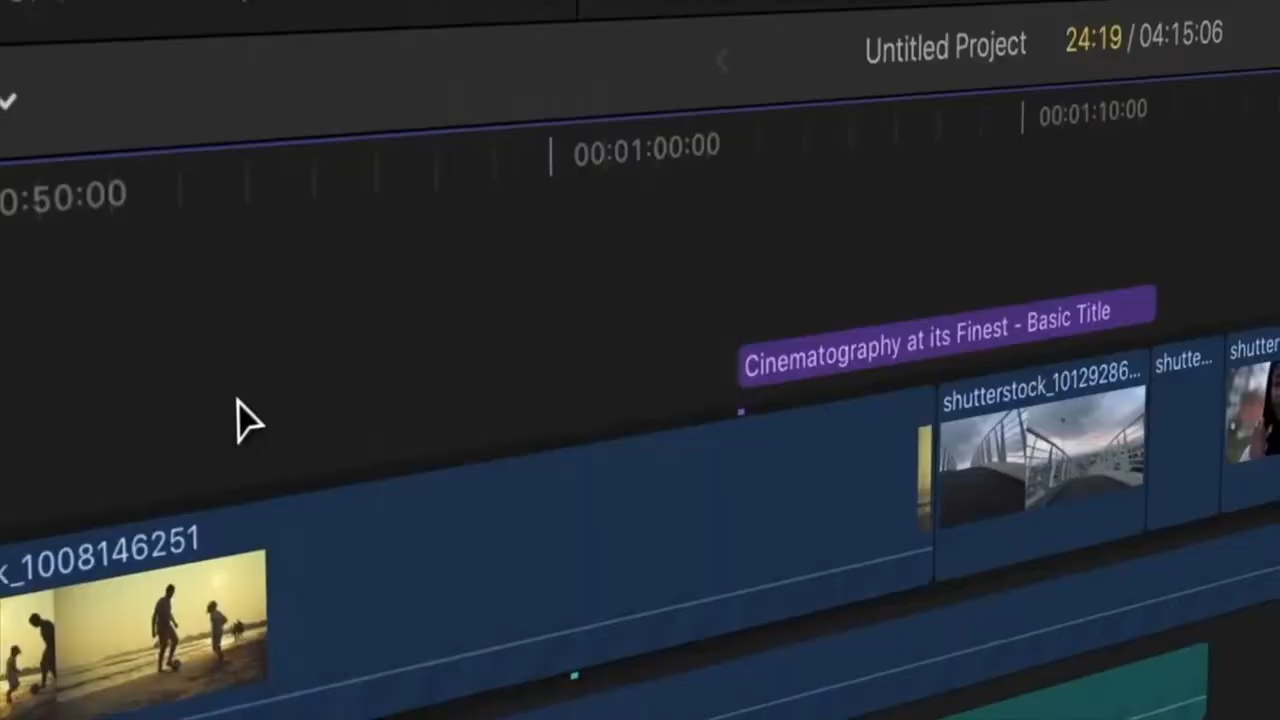 Untitled Project 24:19 / 04:15:06
0:50:00 00:01:00:00 00:01:10:00
Cinematography at its Finest - Basic Title
k_1008146251 shutterstock_10129286... shutte... shutter